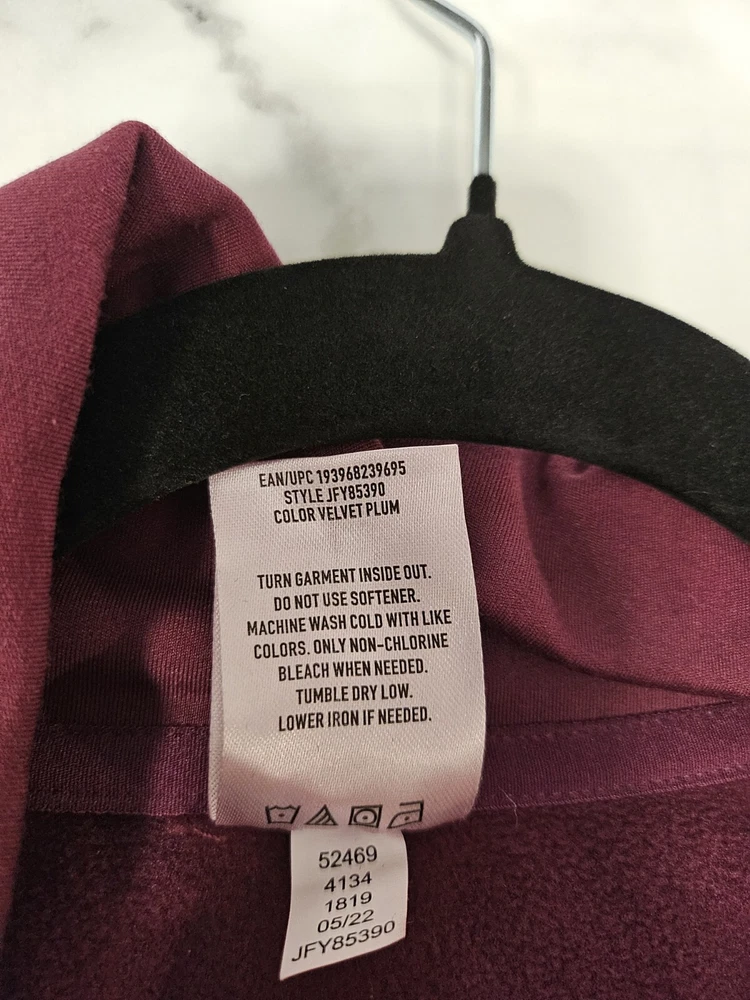 EAN/UPC 193968239695
STYLE JFY85390
COLOR VELVET PLUM
TURN GARMENT INSIDE OUT.
DO NOT USE SOFTENER.
MACHINE WASH COLD WITH LIKE
COLORS. ONLY NON-CHLORINE
BLEACH WHEN NEEDED.
TUMBLE DRY LOW.
LOWER IRON IF NEEDED.
52469
4134
1819
05/22
JFY85390